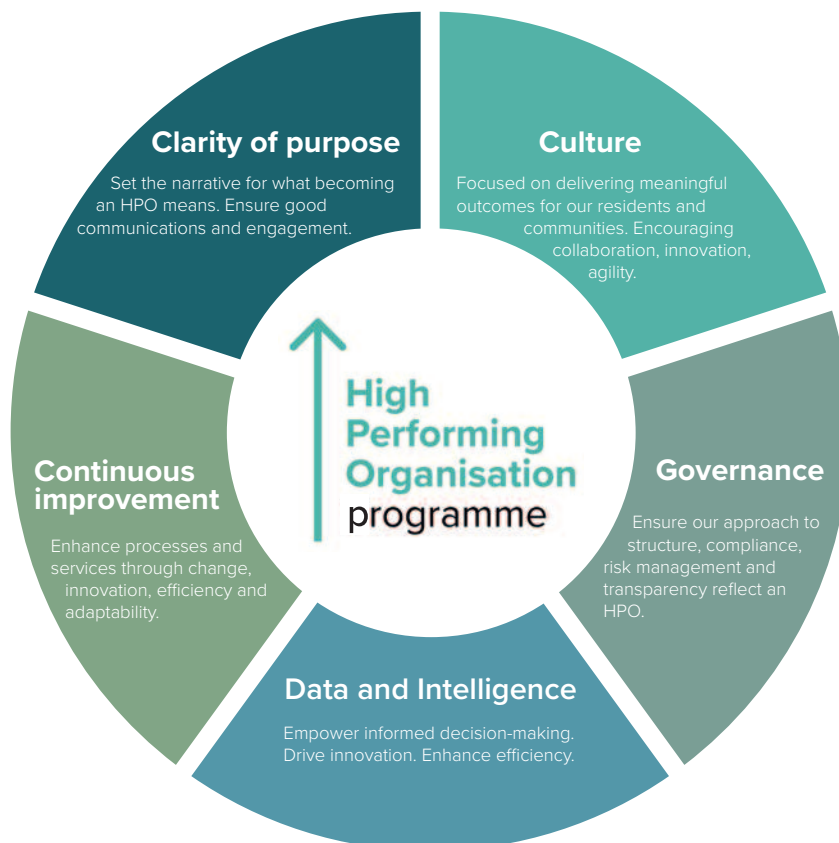 Clarity of purpose
Set the narrative for what becoming
an HPO means. Ensure good
communications and engagement.
Culture
Focused on delivering meaningful
outcomes for our residents and
communities. Encouraging
collaboration, innovation,
agility.
High
Performing
Organisation
programme
Continuous
improvement
Enhance processes and
services through change,
innovation, efficiency and
adaptability.
Governance
Ensure our approach to
structure, compliance,
risk management and
transparency reflect an
HPO.
Data and Intelligence
Empower informed decision-making.
Drive innovation. Enhance efficiency.